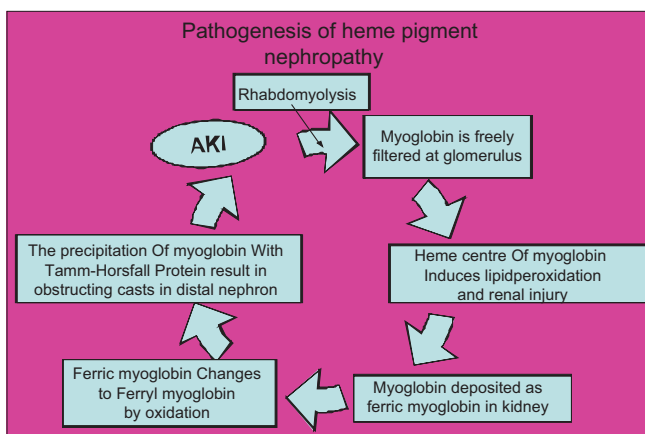 Pathogenesis of heme pigment
nephropathy
Rhabdomyolysis
Myoglobin is freely
filtered at glomerulus
Heme centre Of myoglobin
Induces lipidperoxidation
and renal injury
Myoglobin deposited as
ferric myoglobin in kidney
Ferric myoglobin Changes
to Ferryl myoglobin
by oxidation
The precipitation Of myoglobin With
Tamm-Horsfall Protein result in
obstructing casts in distal nephron
AKI